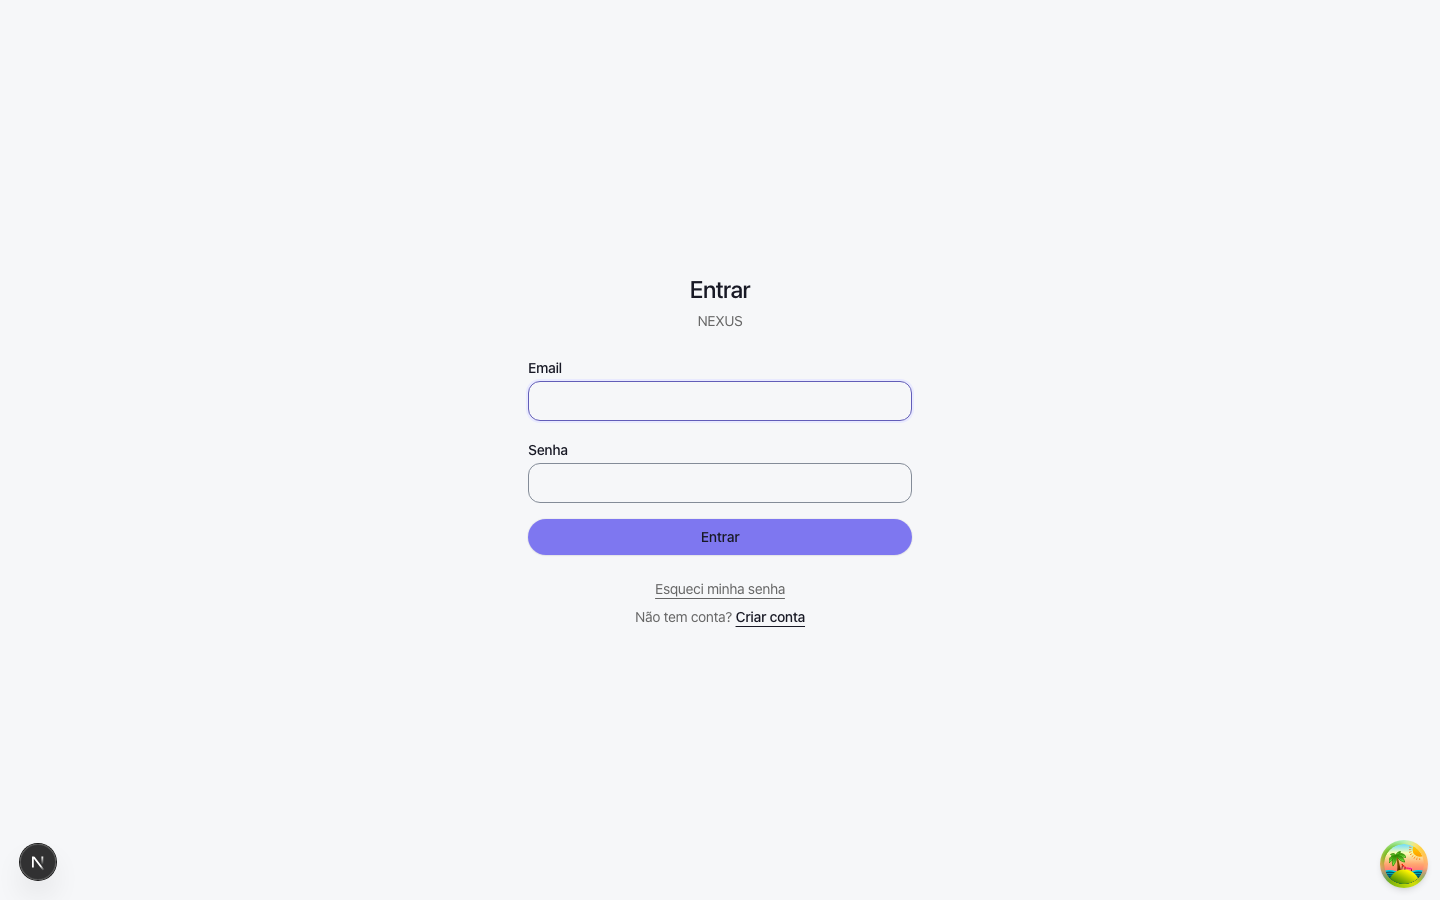 Entrar
NEXUS
Email
Senha
Entrar
Esqueci minha senha
Não tem conta? Criar conta
N